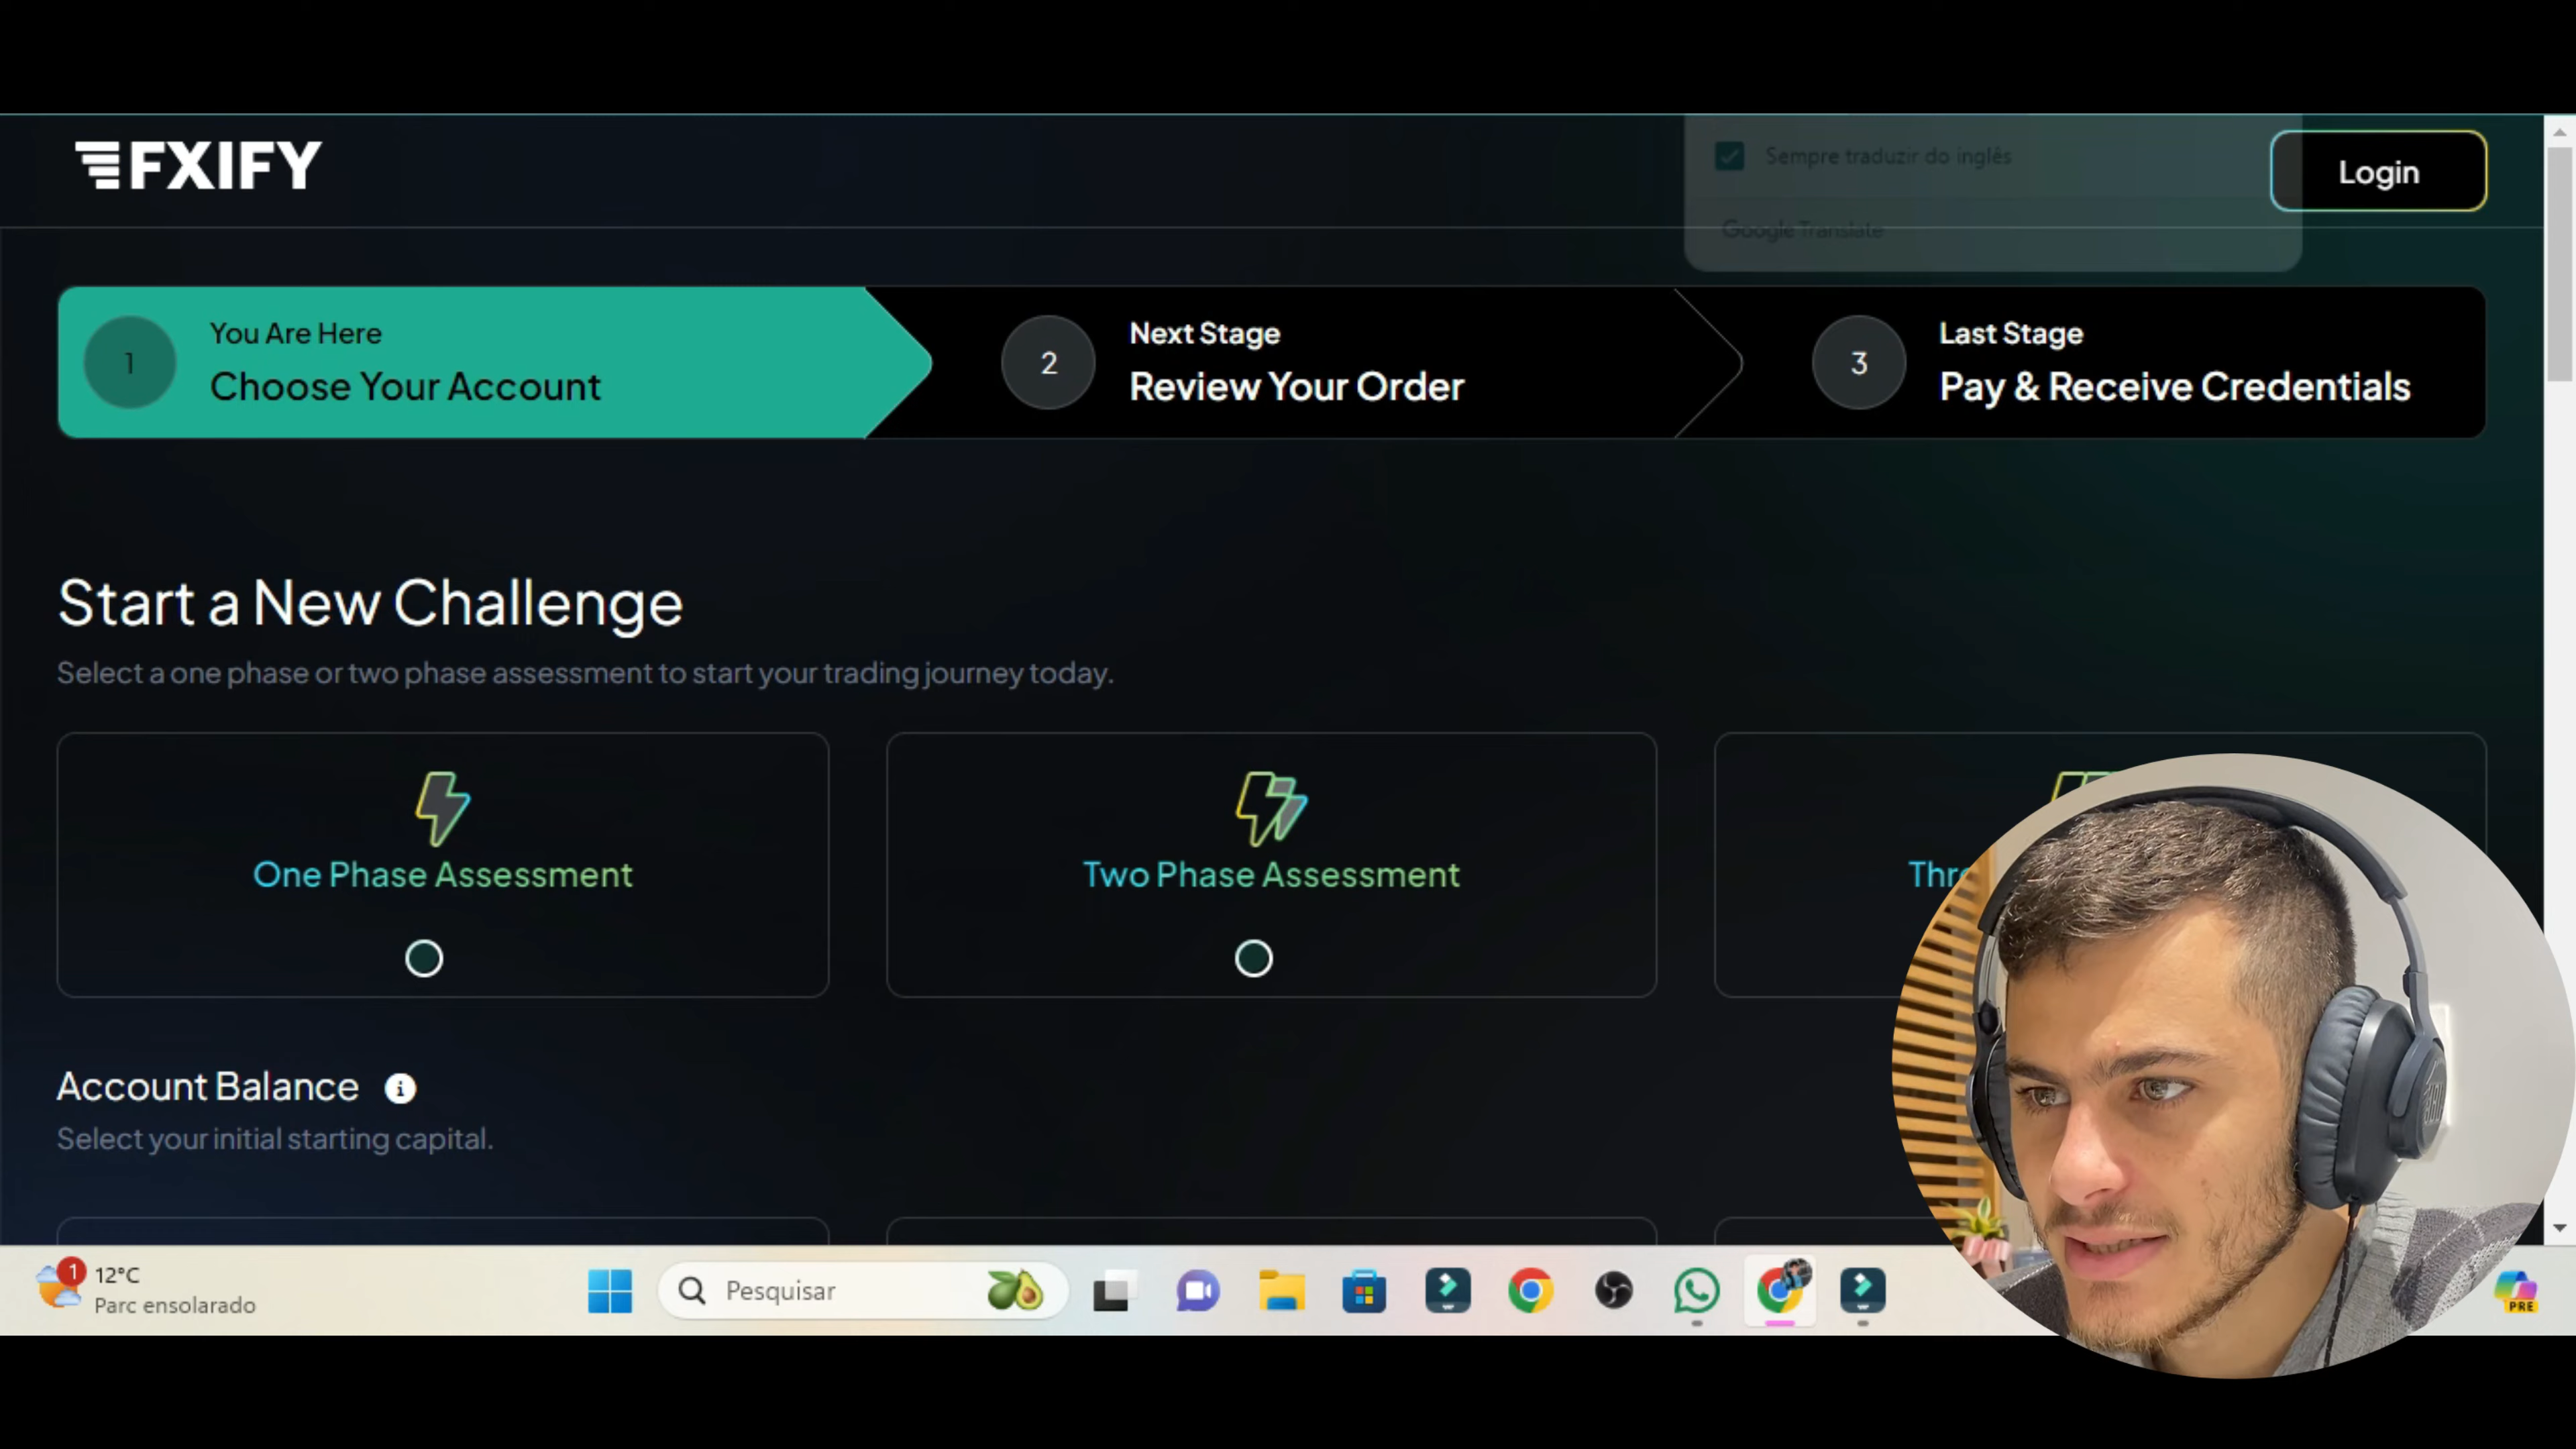 FXIFY
Sempre traduzir do inglês
Google Translate
Login
1
You Are Here
Choose Your Account
2
Next Stage
Review Your Order
3
Last Stage
Pay & Receive Credentials
Start a New Challenge
Select a one phase or two phase assessment to start your trading journey today.
One Phase Assessment
Two Phase Assessment
Account Balance
Select your initial starting capital.
1
12°C
Parc ensolarado
Pesquisar
PRE